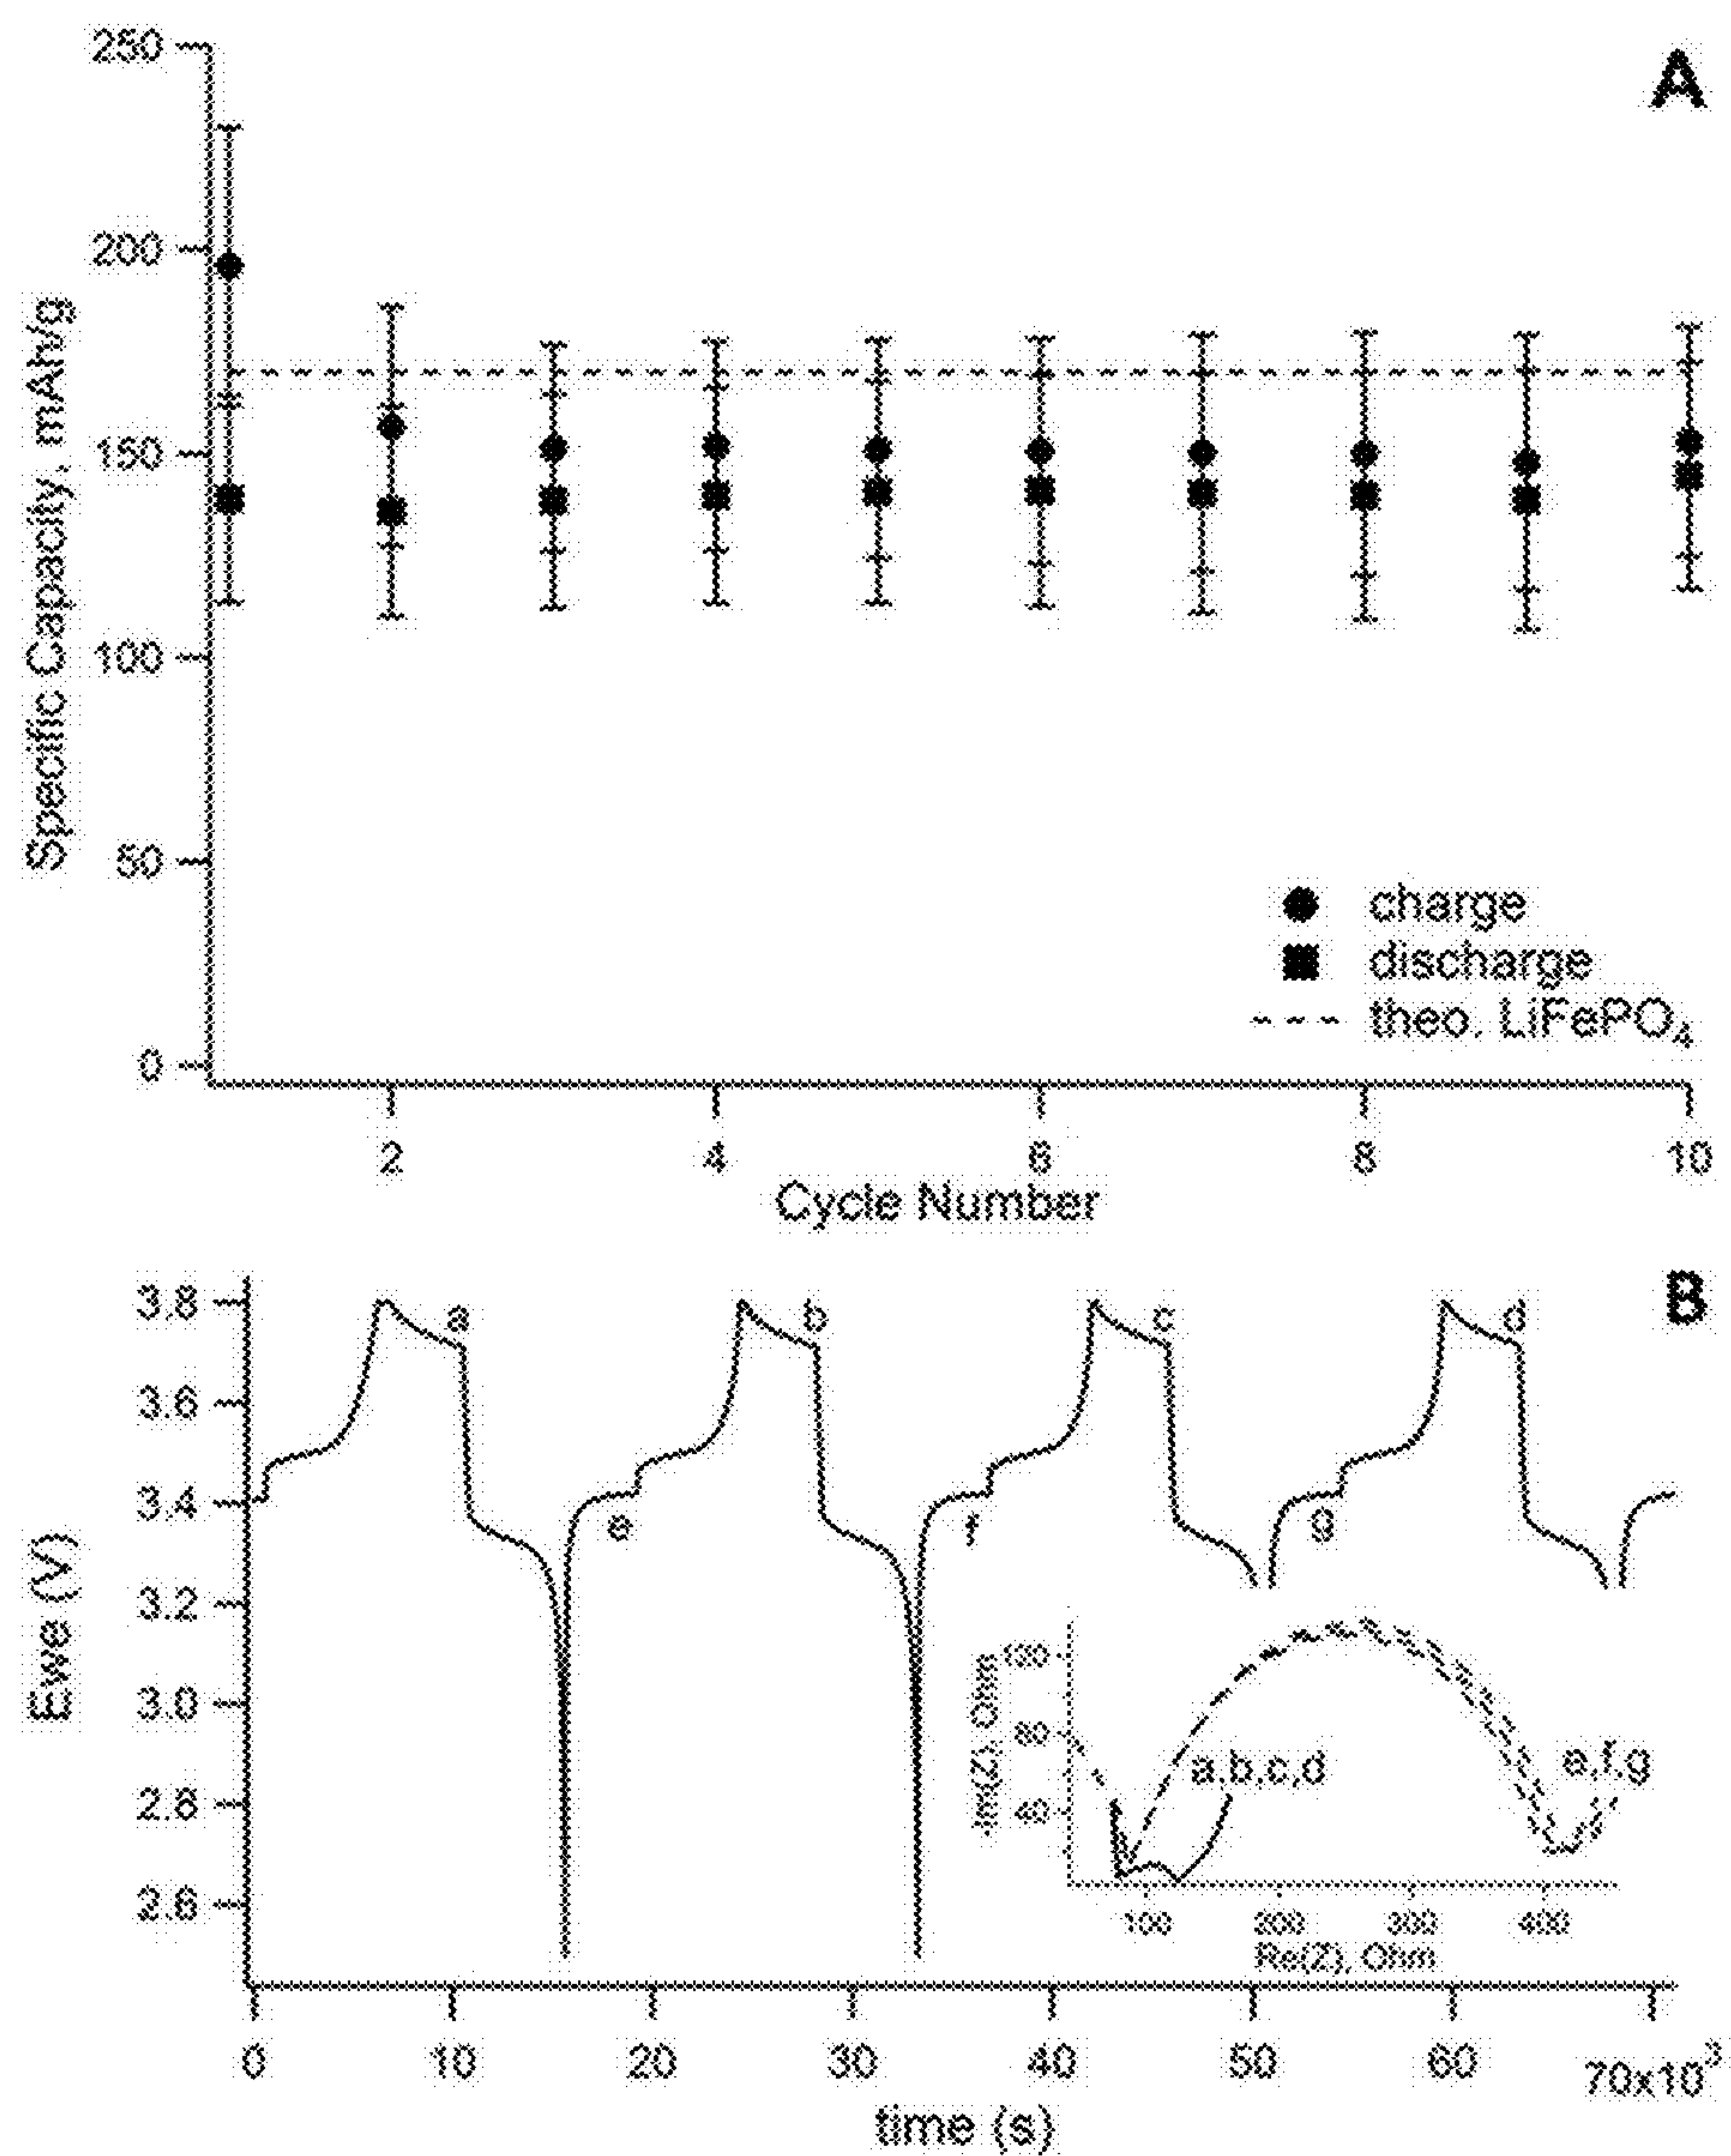 A
250
200
150
100
50
0
Specific Capacity, mAh/g
charge
discharge
theo. LiFePO4
2 4 6 8 10
Cycle Number
B
3.8
3.6
3.4
3.2
3.0
2.8
2.6
Ewe (V)
a b c d
e f g
120
80
40
Im(Z), Ohm
a,b,c,d
e,f,g
100 200 300 400
Re(Z), Ohm
0 10 20 30 40 50 60 70x10³
time (s)